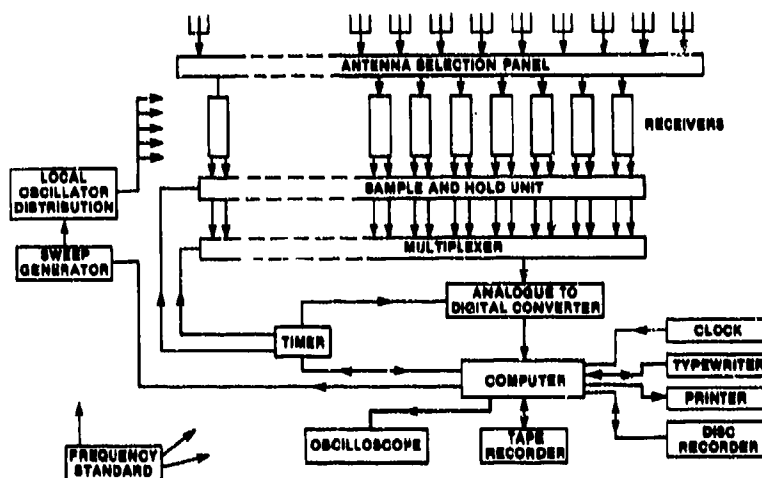 ANTENNA SELECTION PANEL
RECEIVERS
SAMPLE AND HOLD UNIT
LOCAL
OSCILLATOR
DISTRIBUTION
MULTIPLEXER
SWEEP
GENERATOR
ANALOGUE TO
DIGITAL CONVERTER
TIMER
CLOCK
TYPEWRITER
COMPUTER
PRINTER
OSCILLOSCOPE
TAPE
RECORDER
DISC
RECORDER
FREQUENCY
STANDARD